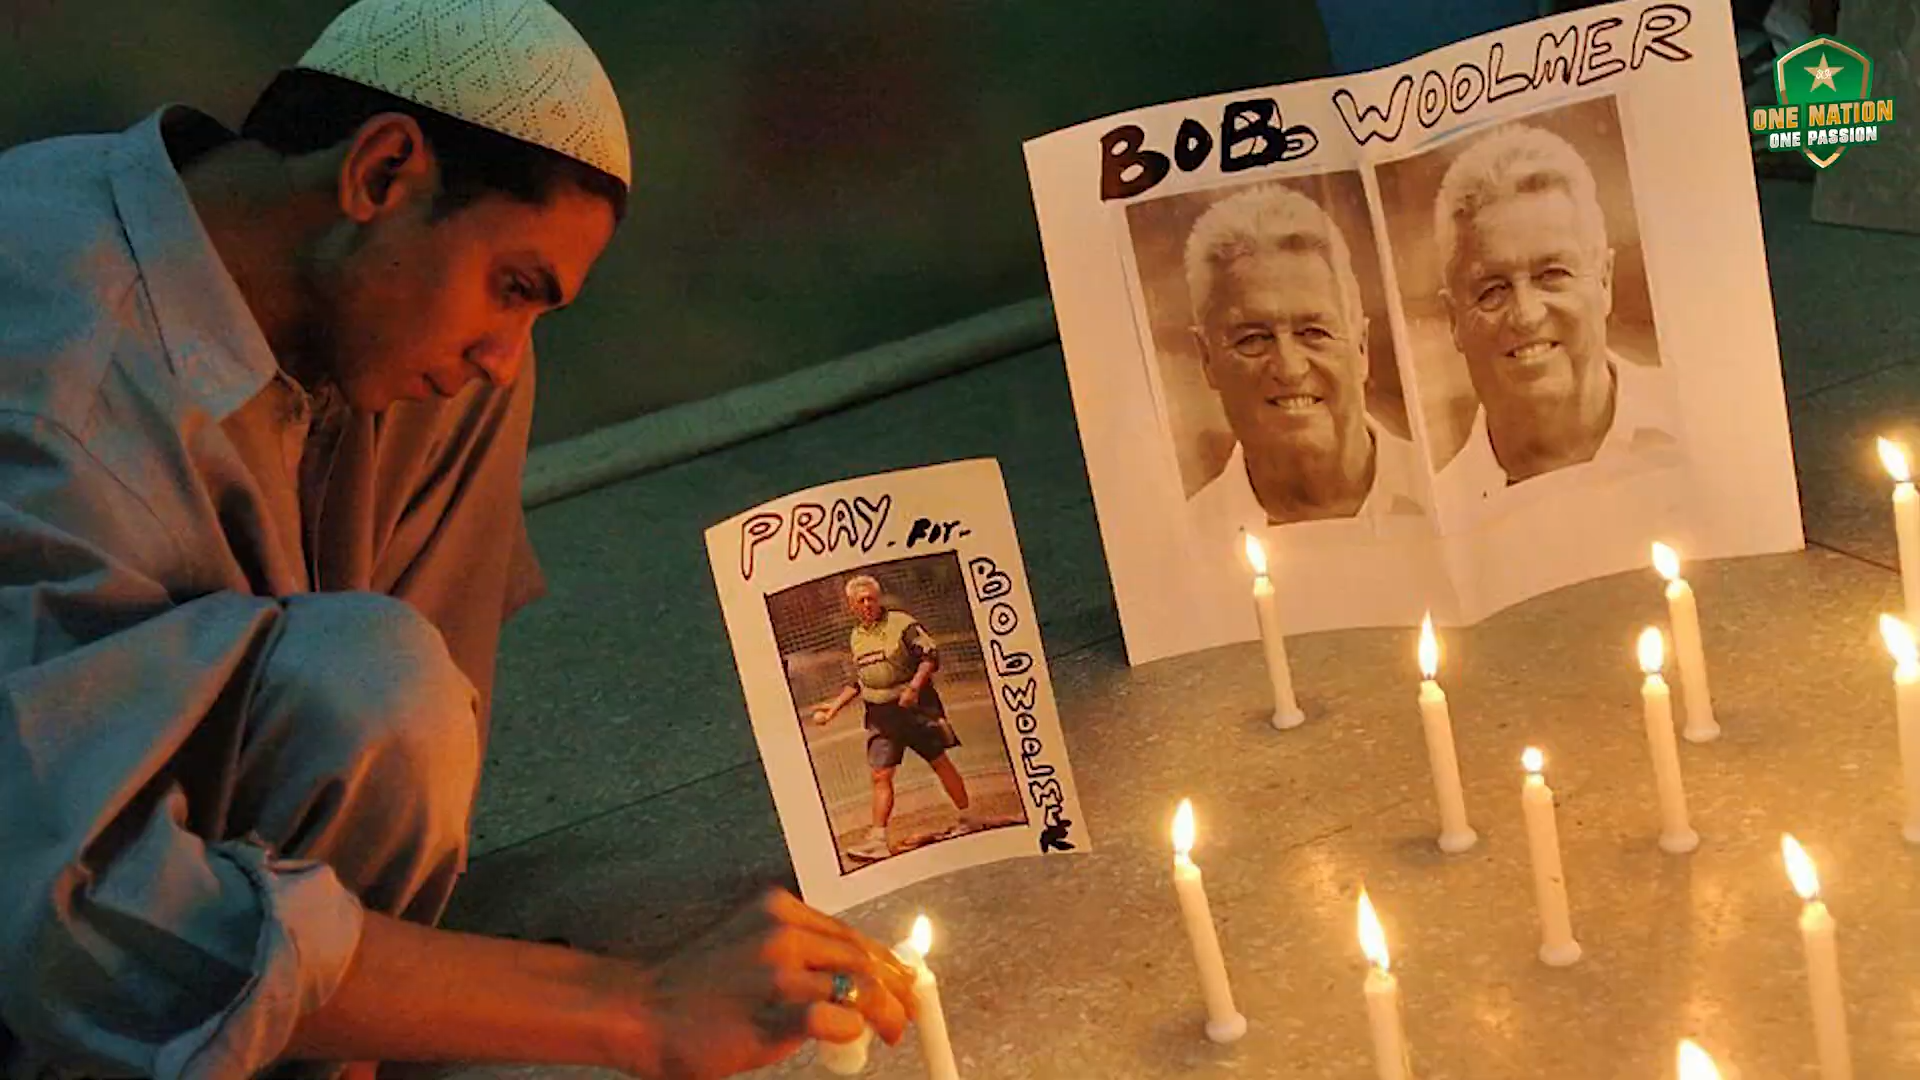 BOB WOOLMER
PRAY. FOR-
BOB WOOLMER
ONE NATION
ONE PASSION